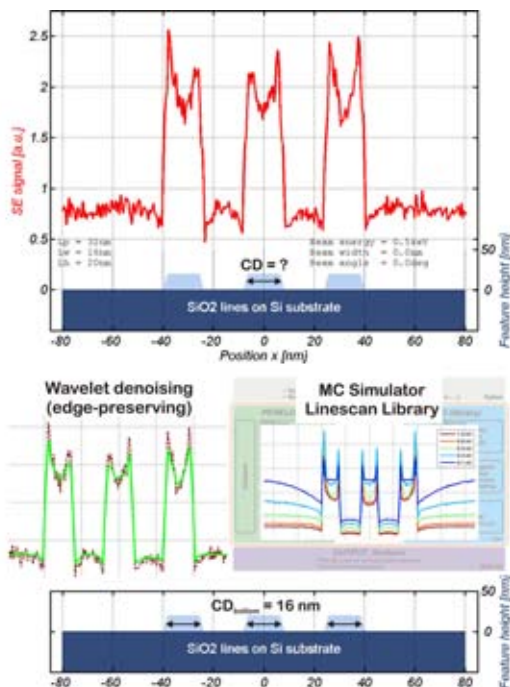 2.5
2
1.5
1
0.5
0
SE signal [a.u.]
50
0
Feature height [nm]
Lp = 32nm
Lw = 16nm
Lh = 20nm
Beam energy = 0.5keV
Beam width = 0.0nm
Beam angle = 0.0deg
CD = ?
SiO2 lines on Si substrate
-80 -60 -40 -20 0 20 40 60 80
Position x [nm]
Wavelet denoising
(edge-preserving)
MC Simulator
Linescan Library
50
0
Feature height [nm]
CDbottom = 16 nm
SiO2 lines on Si substrate
-80 -60 -40 -20 0 20 40 60 80